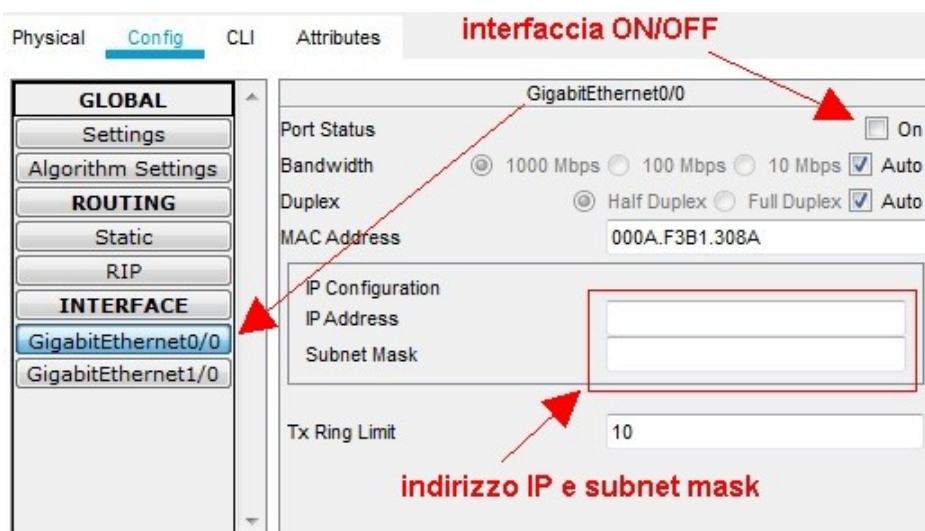 interfaccia ON/OFF
Physical Config CLI Attributes
GLOBAL
Settings
Algorithm Settings
ROUTING
Static
RIP
INTERFACE
GigabitEthernet0/0
GigabitEthernet1/0
GigabitEthernet0/0
Port Status On
Bandwidth 1000 Mbps 100 Mbps 10 Mbps Auto
Duplex Half Duplex Full Duplex Auto
MAC Address 000A.F3B1.308A
IP Configuration
IP Address
Subnet Mask
Tx Ring Limit 10
indirizzo IP e subnet mask